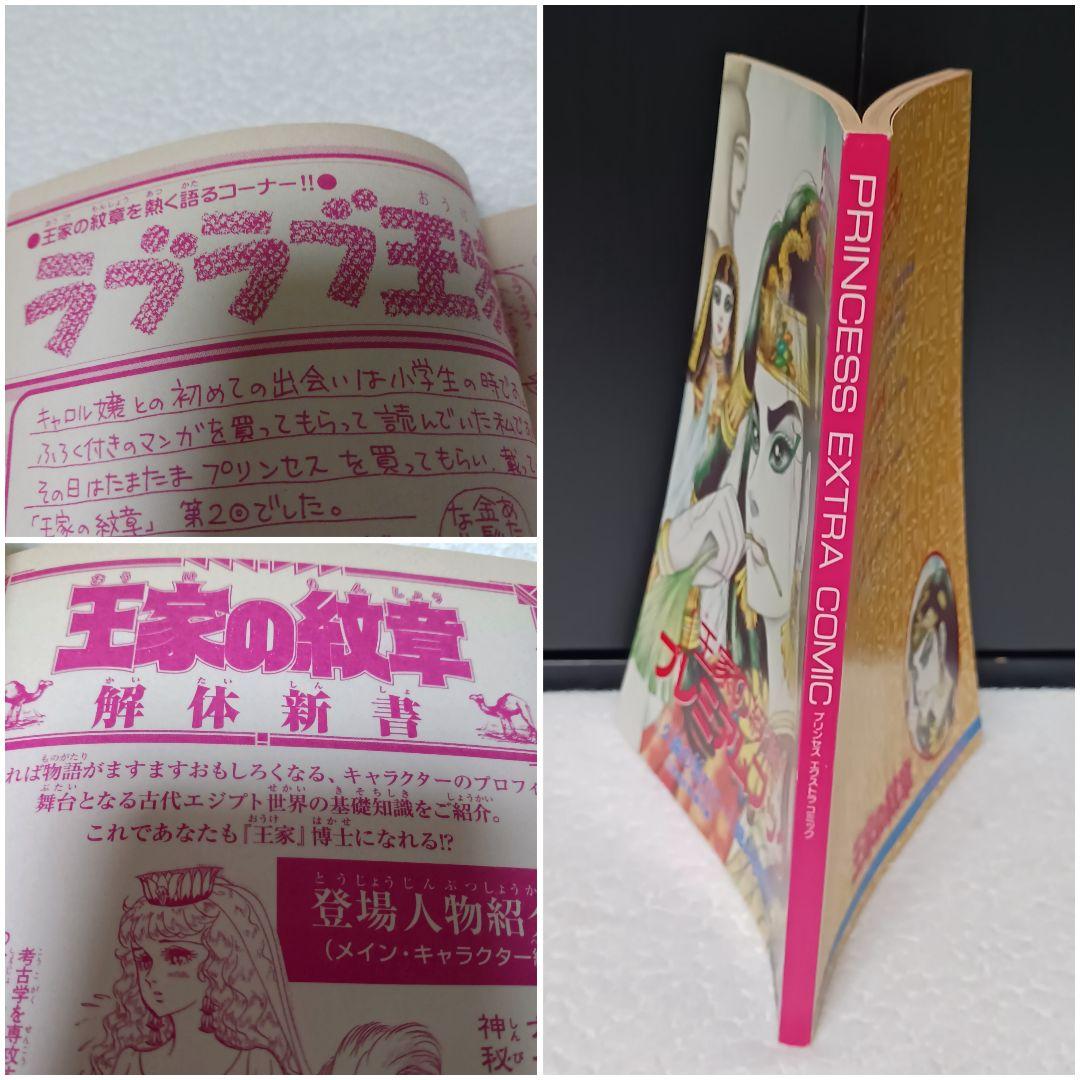 ●王家の紋章を熱く語るコーナー!!●
ラブラブ王家
キャロル嬢との初めての出会いは小学生の時で
ふろく付きのマンガを買ってもらって読んでいた私で
その日はたまたまプリンセスを買ってもらい、載って
「王家の紋章」第2回でした。
王家の紋章
解体新書
れば物語がますますおもしろくなる、キャラクターのプロフィ
舞台となる古代エジプト世界の基礎知識をご紹介。
これであなたも『王家』博士になれる!?
登場人物紹介
(メイン・キャラクター
考古学を専攻
神
秘
PRINCESS EXTRA COMIC
プリンセス エクストラ コミック